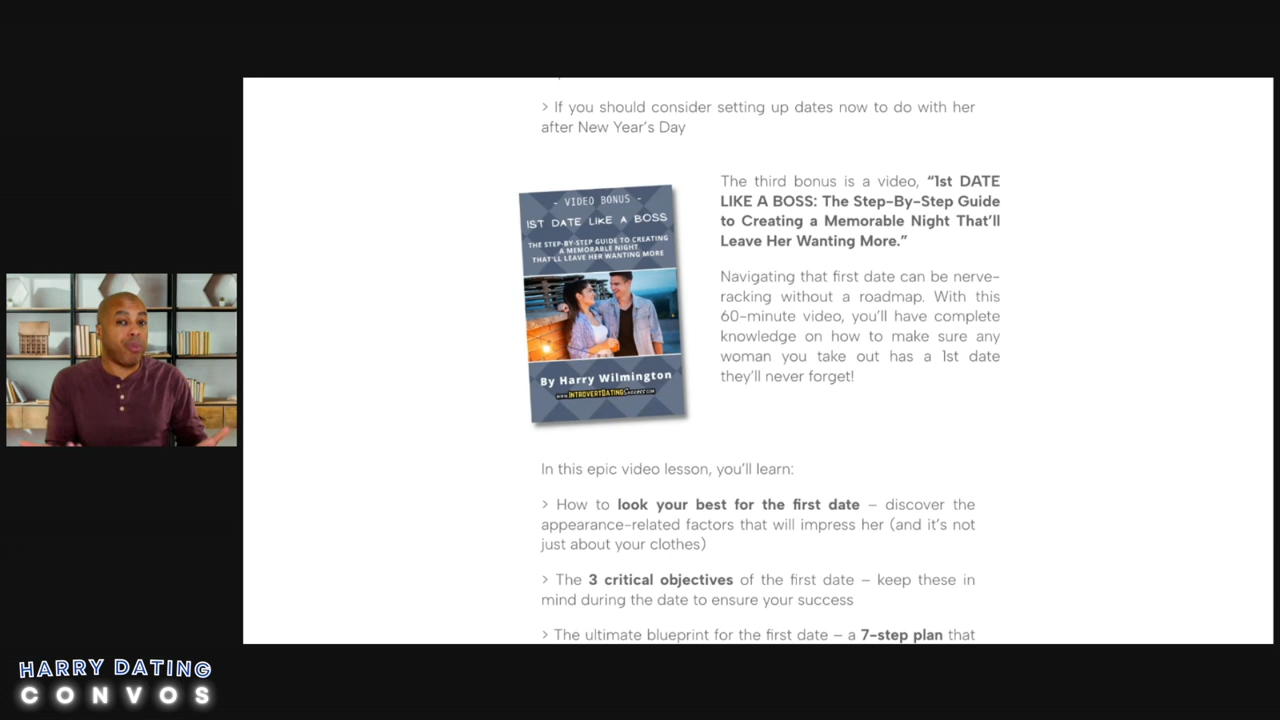 > If you should consider setting up dates now to do with her
after New Year's Day
- VIDEO BONUS -
1ST DATE LIKE A BOSS
THE STEP-BY-STEP GUIDE TO CREATING
A MEMORABLE NIGHT
THAT'LL LEAVE HER WANTING MORE
By Harry Wilmington
www.INTROVERTDATINGSuccess.com
The third bonus is a video, “1st DATE
LIKE A BOSS: The Step-By-Step Guide
to Creating a Memorable Night That’ll
Leave Her Wanting More.”
Navigating that first date can be nerve-
racking without a roadmap. With this
60-minute video, you’ll have complete
knowledge on how to make sure any
woman you take out has a 1st date
they’ll never forget!
In this epic video lesson, you’ll learn:
> How to look your best for the first date – discover the
appearance-related factors that will impress her (and it’s not
just about your clothes)
> The 3 critical objectives of the first date – keep these in
mind during the date to ensure your success
> The ultimate blueprint for the first date – a 7-step plan that
HARRY DATING
CONVOS